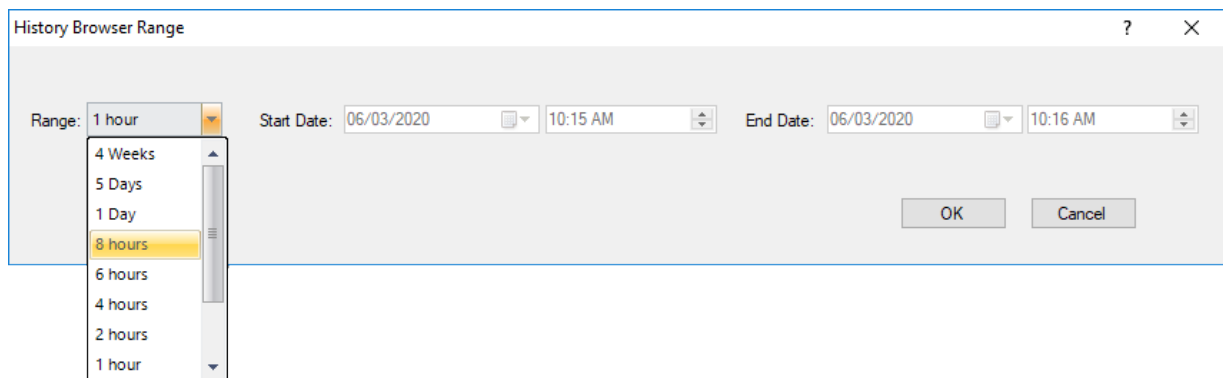 History Browser Range ?
Range: 1 hour Start Date: 06/03/2020 10:15 AM End Date: 06/03/2020 10:16 AM
4 Weeks
5 Days
1 Day
8 hours
6 hours
4 hours
2 hours
1 hour
OK Cancel